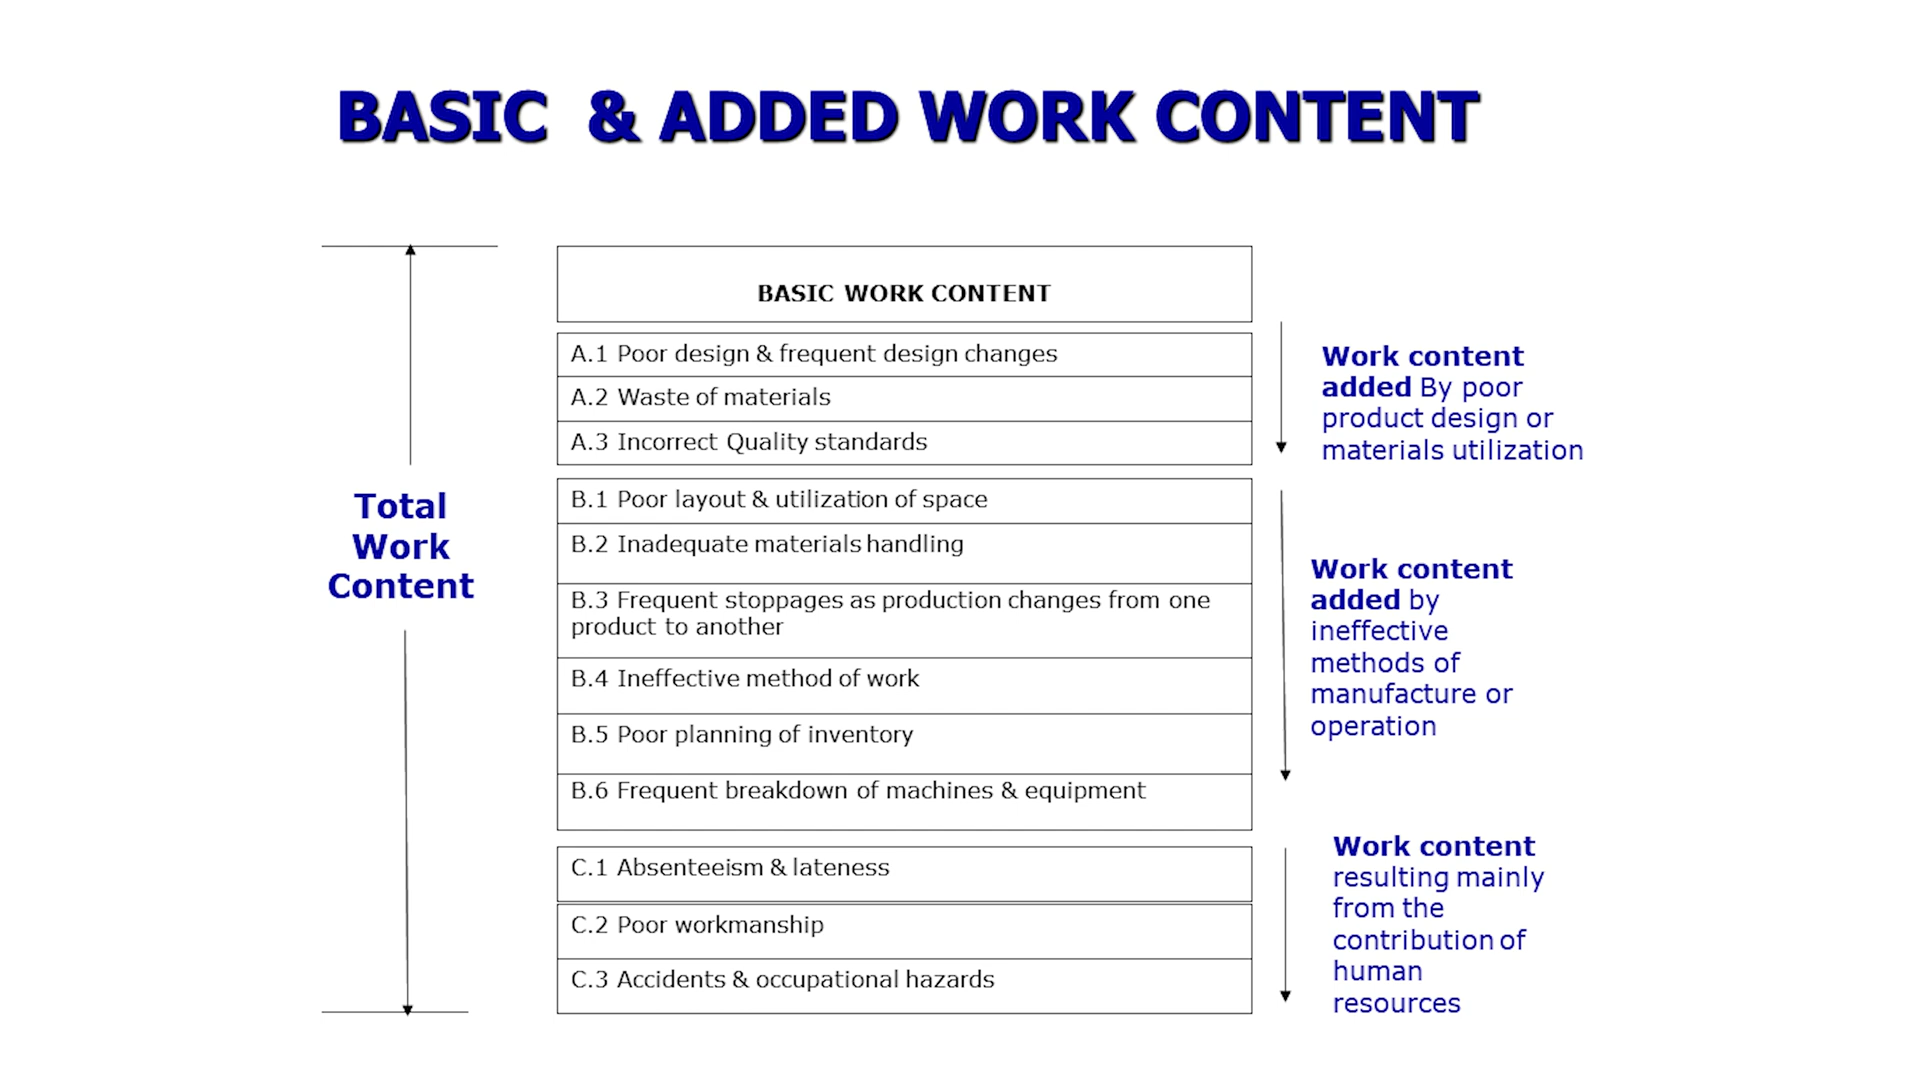 BASIC & ADDED WORK CONTENT
Total
Work
Content
BASIC WORK CONTENT
A.1 Poor design & frequent design changes
A.2 Waste of materials
A.3 Incorrect Quality standards
B.1 Poor layout & utilization of space
B.2 Inadequate materials handling
B.3 Frequent stoppages as production changes from one
product to another
B.4 Ineffective method of work
B.5 Poor planning of inventory
B.6 Frequent breakdown of machines & equipment
C.1 Absenteeism & lateness
C.2 Poor workmanship
C.3 Accidents & occupational hazards
Work content
added By poor
product design or
materials utilization
Work content
added by
ineffective
methods of
manufacture or
operation
Work content
resulting mainly
from the
contribution of
human
resources